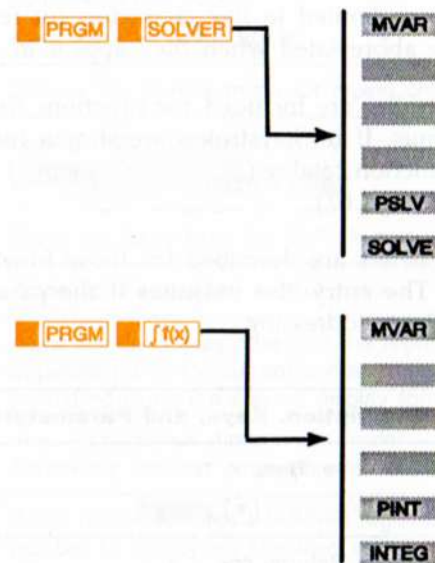 PRGM SOLVER MVAR
PSLV
SOLVE
PRGM ∫f(x) MVAR
PINT
INTEG